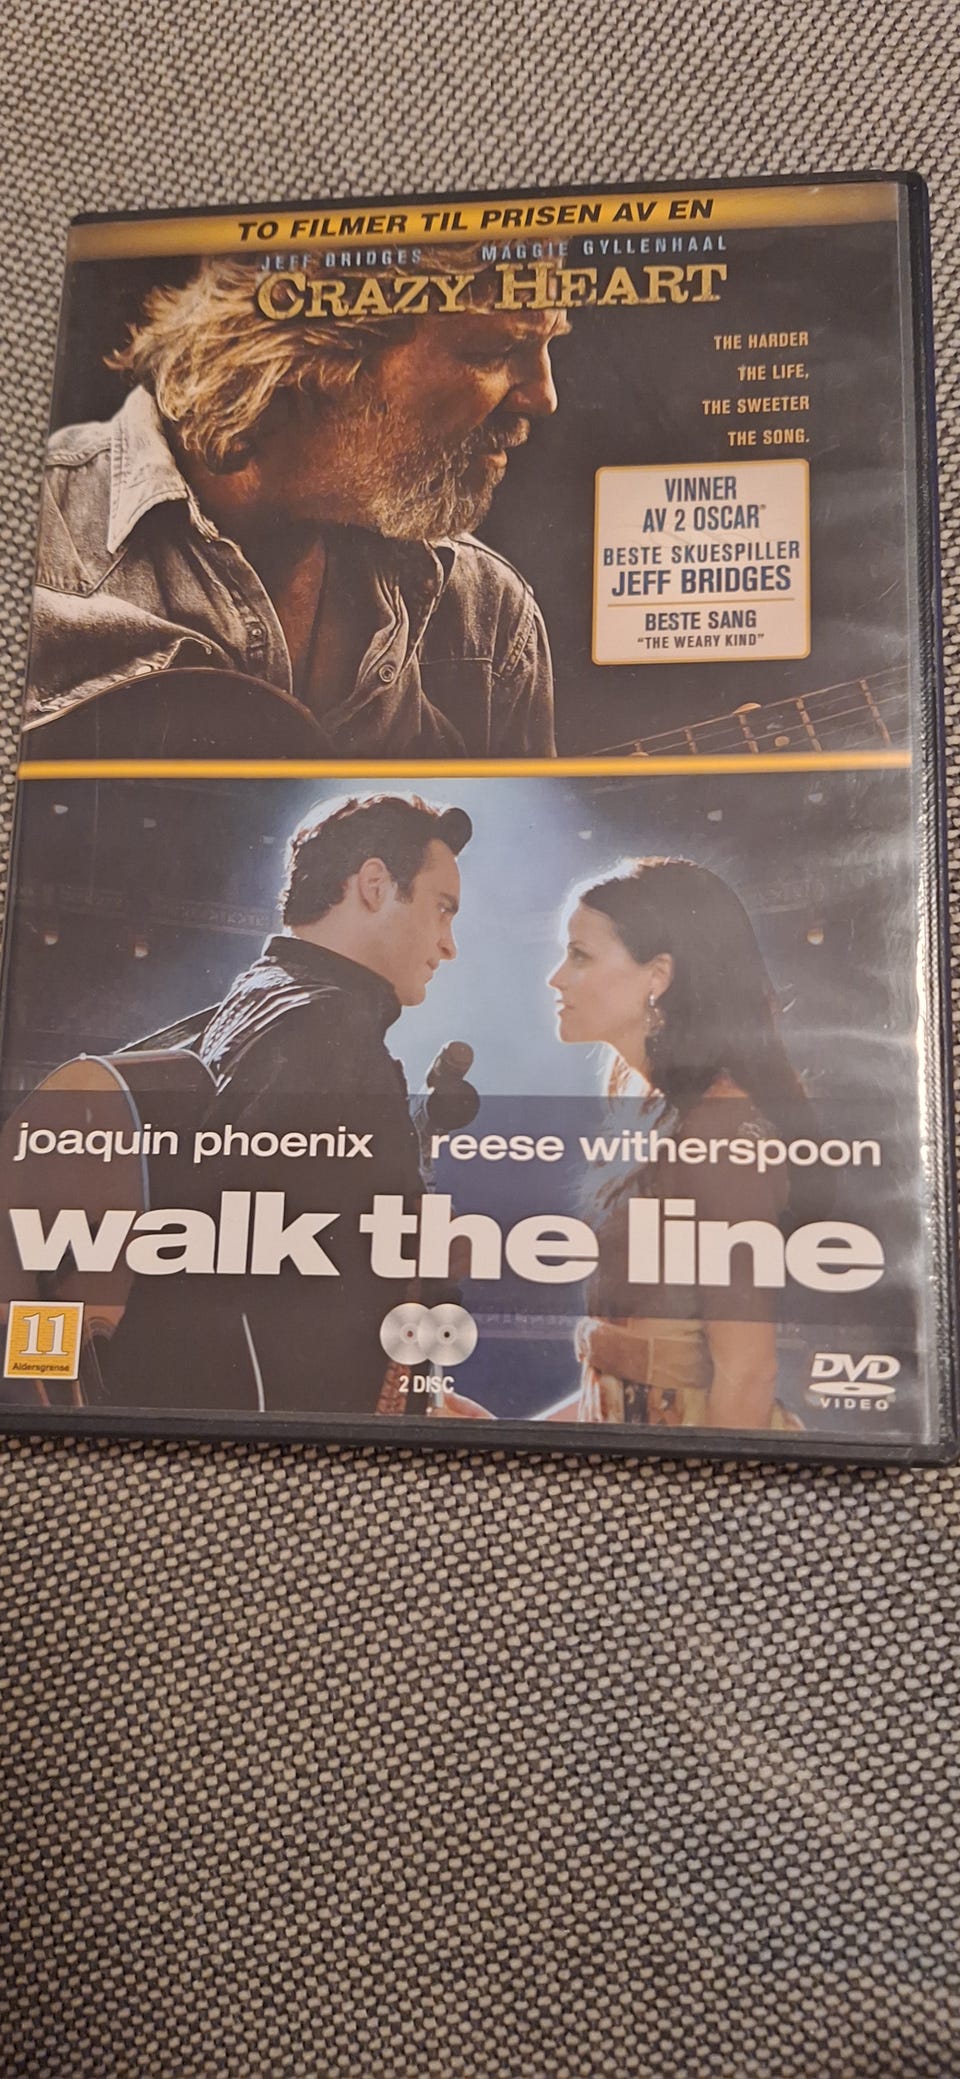 TO FILMER TIL PRISEN AV EN
JEFF BRIDGES MAGGIE GYLLENHAAL
CRAZY HEART
THE HARDER
THE LIFE,
THE SWEETER
THE SONG.
VINNER
AV 2 OSCAR®
BESTE SKUESPILLER
JEFF BRIDGES
BESTE SANG
"THE WEARY KIND"
joaquin phoenix reese witherspoon
walk the line
11
Aldersgrense
2 DISC
DVD
VIDEO